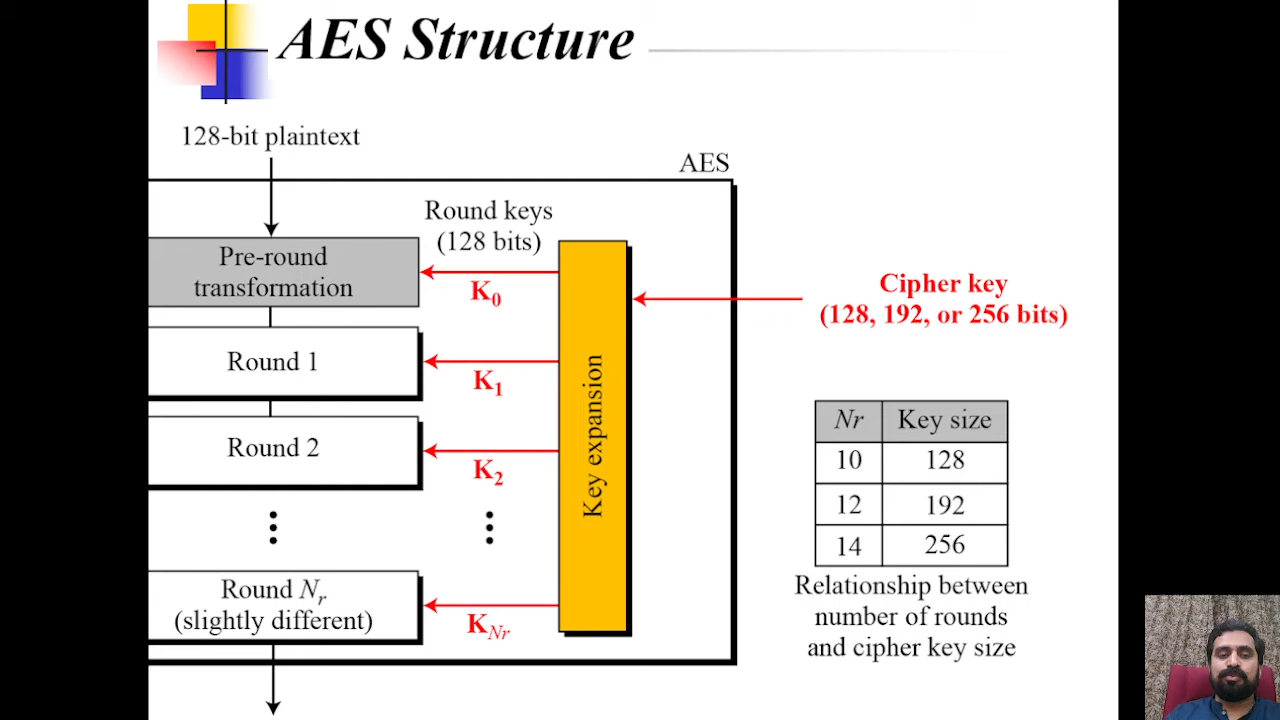 AES Structure
128-bit plaintext
AES
Round keys
(128 bits)
Pre-round
transformation
K0
Cipher key
(128, 192, or 256 bits)
Round 1
K1
Key expansion
Round 2
K2
Nr Key size
10 128
12 192
14 256
Relationship between
number of rounds
and cipher key size
Round Nr
(slightly different)
KNr